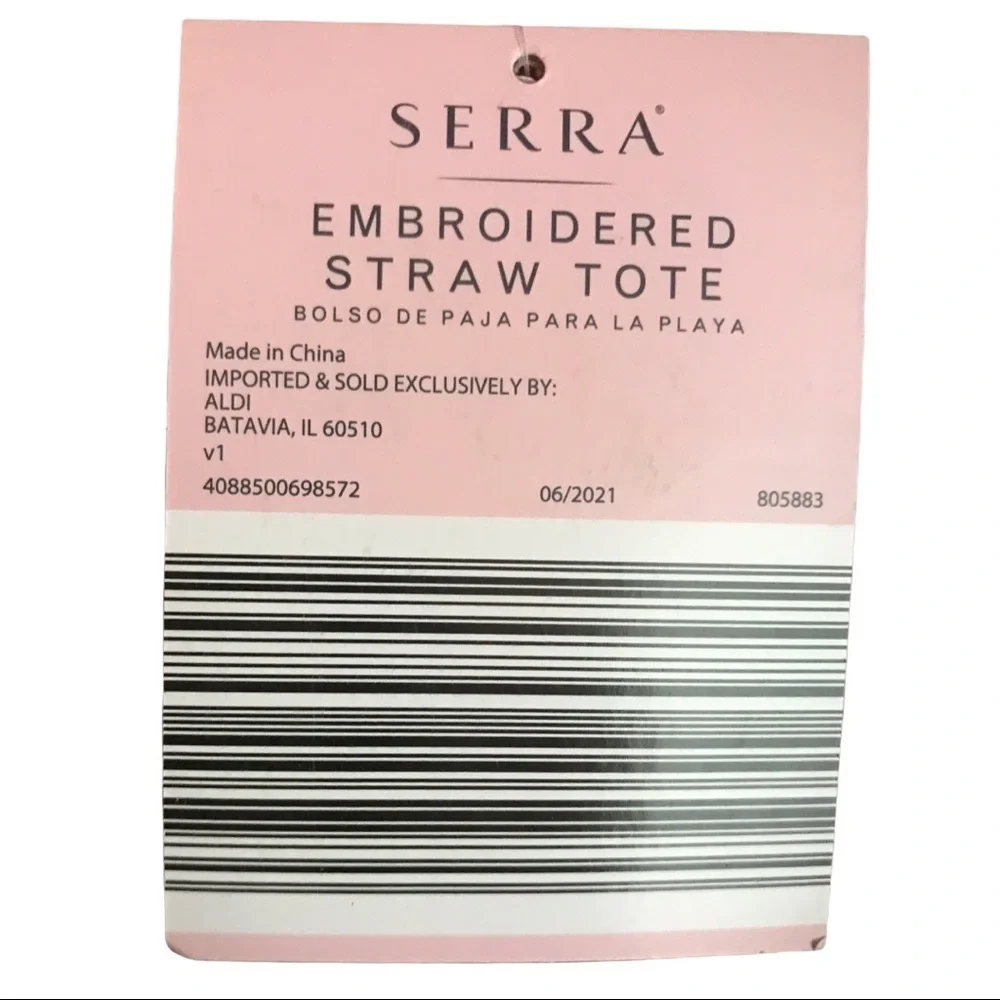 SERRA®
EMBROIDERED
STRAW TOTE
BOLSO DE PAJA PARA LA PLAYA
Made in China
IMPORTED & SOLD EXCLUSIVELY BY:
ALDI
BATAVIA, IL 60510
v1
4088500698572 06/2021 805883